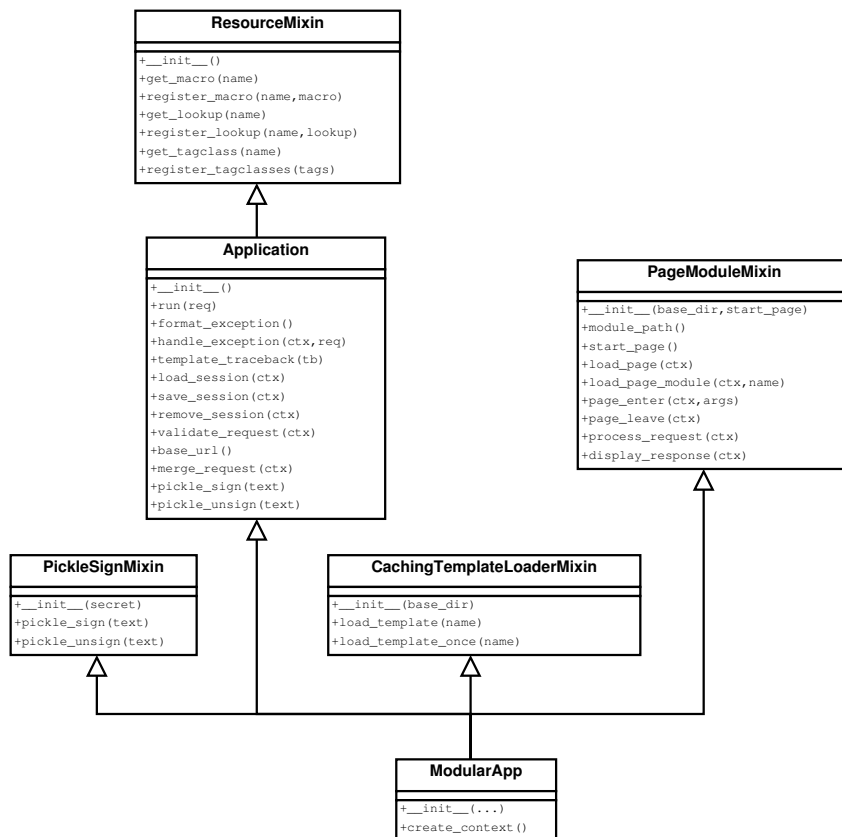 ResourceMixin
+__init__()
+get_macro(name)
+register_macro(name,macro)
+get_lookup(name)
+register_lookup(name,lookup)
+get_tagclass(name)
+register_tagclasses(tags)
Application
+__init__()
+run(req)
+format_exception()
+handle_exception(ctx,req)
+template_traceback(tb)
+load_session(ctx)
+save_session(ctx)
+remove_session(ctx)
+validate_request(ctx)
+base_url()
+merge_request(ctx)
+pickle_sign(text)
+pickle_unsign(text)
PageModuleMixin
+__init__(base_dir,start_page)
+module_path()
+start_page()
+load_page(ctx)
+load_page_module(ctx,name)
+page_enter(ctx,args)
+page_leave(ctx)
+process_request(ctx)
+display_response(ctx)
PickleSignMixin
+__init__(secret)
+pickle_sign(text)
+pickle_unsign(text)
CachingTemplateLoaderMixin
+__init__(base_dir)
+load_template(name)
+load_template_once(name)
ModularApp
+__init__(...)
+create_context()